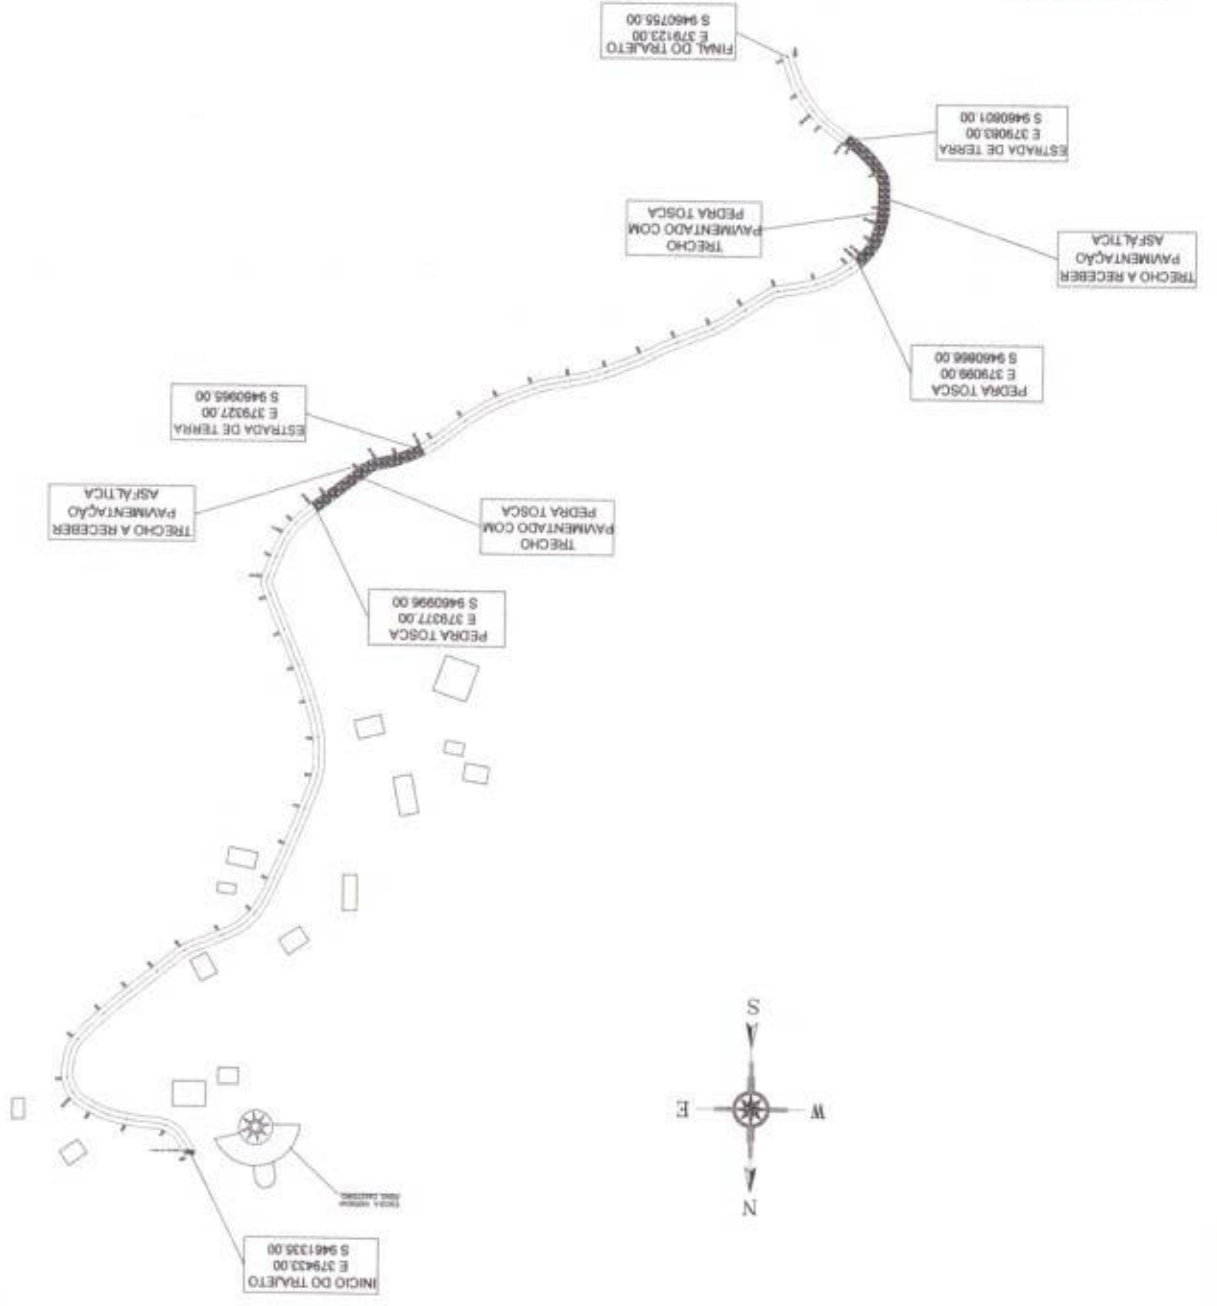 INICIO DO TRAJETO
E 379433.00
S 9461335.00
N
W
E
S
PEDRA TOSCA
E 379377.00
S 9460996.00
TRECHO
PAVIMENTADO COM
PEDRA TOSCA
TRECHO A RECEBER
PAVIMENTAÇÃO
ASFÁLTICA
ESTRADA DE TERRA
E 379327.00
S 9460965.00
PEDRA TOSCA
E 379099.00
S 9460866.00
TRECHO A RECEBER
PAVIMENTAÇÃO
ASFÁLTICA
TRECHO
PAVIMENTADO COM
PEDRA TOSCA
ESTRADA DE TERRA
E 379083.00
S 9460801.00
FINAL DO TRAJETO
E 379123.00
S 9460755.00